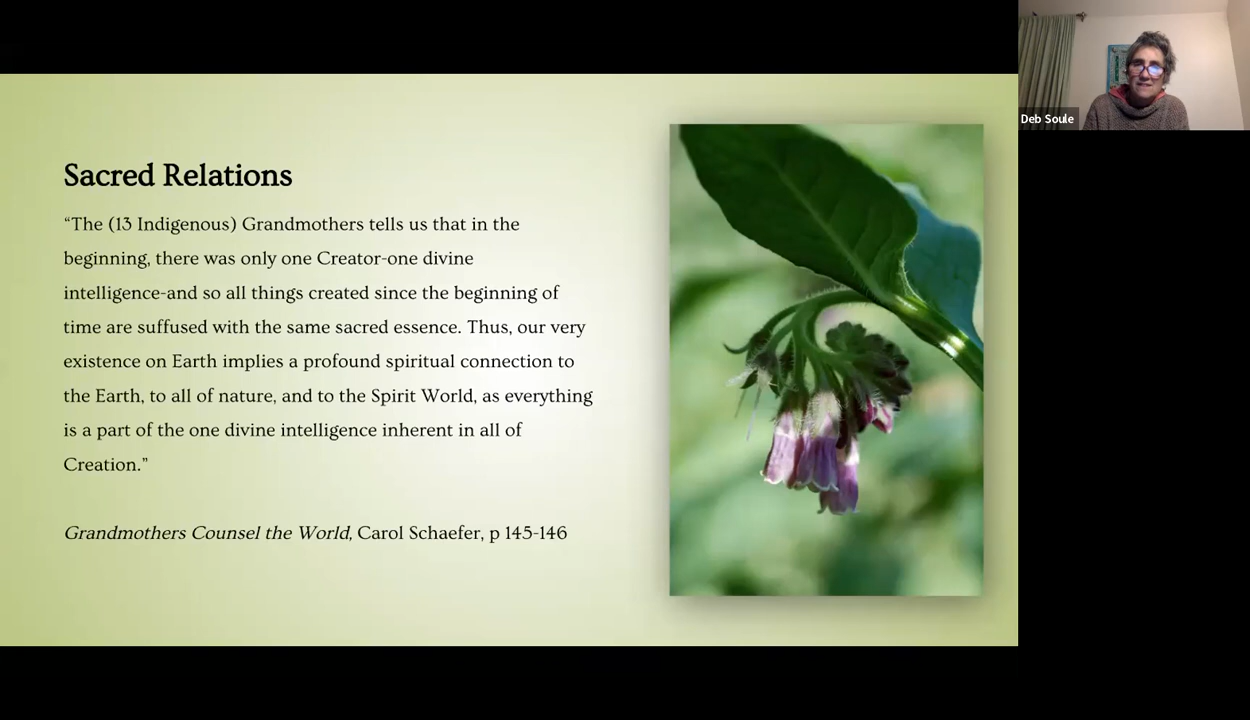 Sacred Relations
“The (13 Indigenous) Grandmothers tells us that in the
beginning, there was only one Creator-one divine
intelligence-and so all things created since the beginning of
time are suffused with the same sacred essence. Thus, our very
existence on Earth implies a profound spiritual connection to
the Earth, to all of nature, and to the Spirit World, as everything
is a part of the one divine intelligence inherent in all of
Creation.”
Grandmothers Counsel the World, Carol Schaefer, p 145-146
Deb Soule